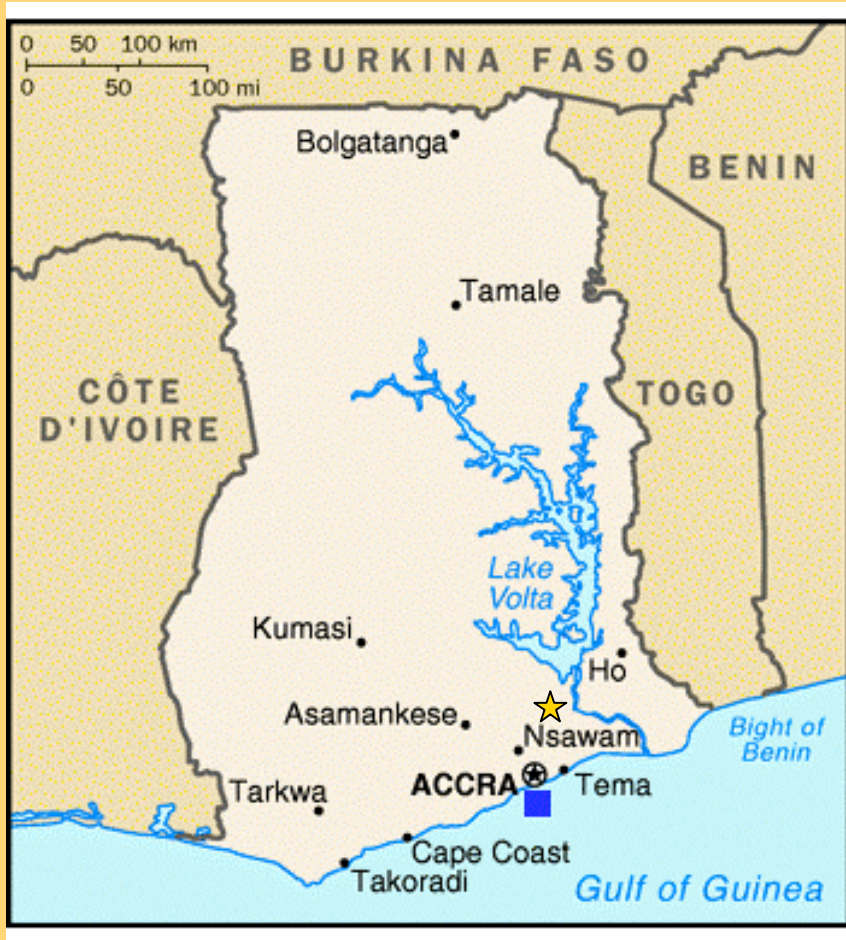 0 50 100 km
0 50 100 mi
BURKINA FASO
Bolgatanga
BENIN
Tamale
CÔTE
D'IVOIRE
TOGO
Lake
Volta
Kumasi
Ho
Asamankese
Nsawam
Bight of
Benin
ACCRA
Tema
Tarkwa
Cape Coast
Takoradi
Gulf of Guinea